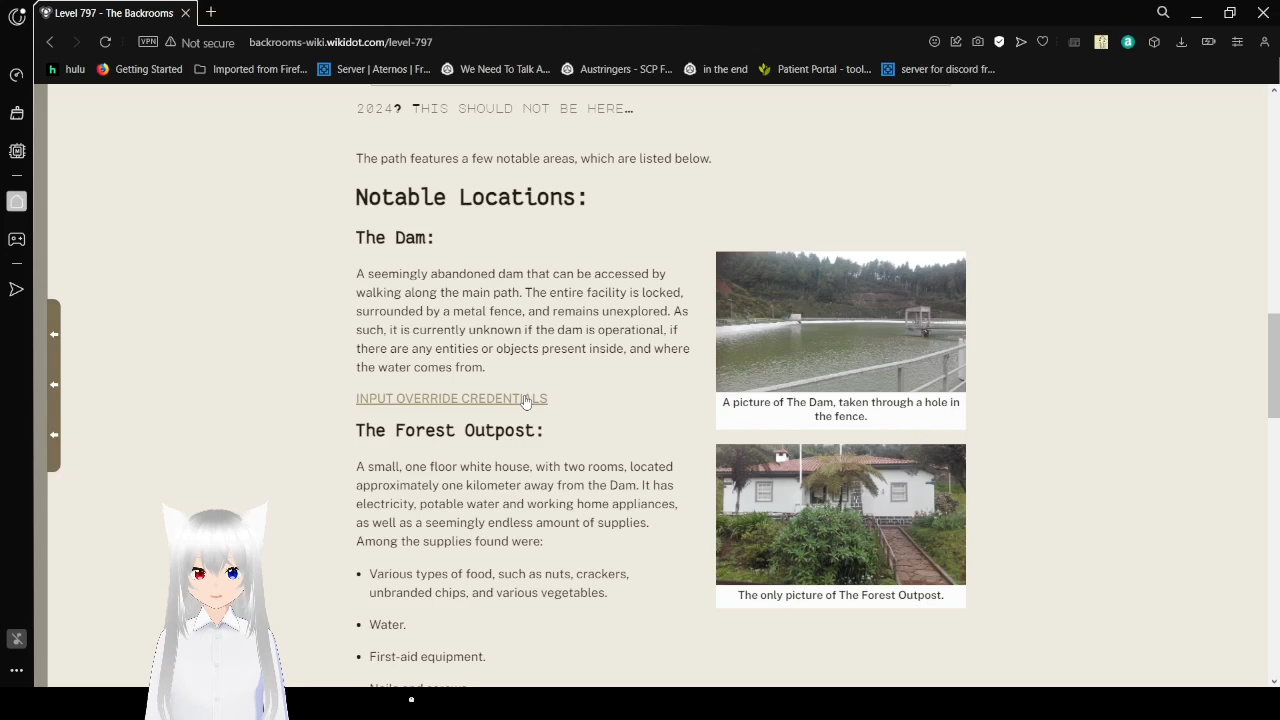 Level 797 - The Backrooms
VPN
Not secure
backrooms-wiki.wikidot.com/level-797
hulu
Getting Started
Imported from Firef...
Server | Aternos | Fr...
We Need To Talk A...
Austringers - SCP F...
in the end
Patient Portal - tool...
server for discord fr...
2024? THIS SHOULD NOT BE HERE…
The path features a few notable areas, which are listed below.
Notable Locations:
The Dam:
A seemingly abandoned dam that can be accessed by
walking along the main path. The entire facility is locked,
surrounded by a metal fence, and remains unexplored. As
such, it is currently unknown if the dam is operational, if
there are any entities or objects present inside, and where
the water comes from.
INPUT OVERRIDE CREDENTIALS
A picture of The Dam, taken through a hole in
the fence.
The Forest Outpost:
A small, one floor white house, with two rooms, located
approximately one kilometer away from the Dam. It has
electricity, potable water and working home appliances,
as well as a seemingly endless amount of supplies.
Among the supplies found were:
• Various types of food, such as nuts, crackers,
unbranded chips, and various vegetables.
• Water.
• First-aid equipment.
• Nails and screws.
The only picture of The Forest Outpost.